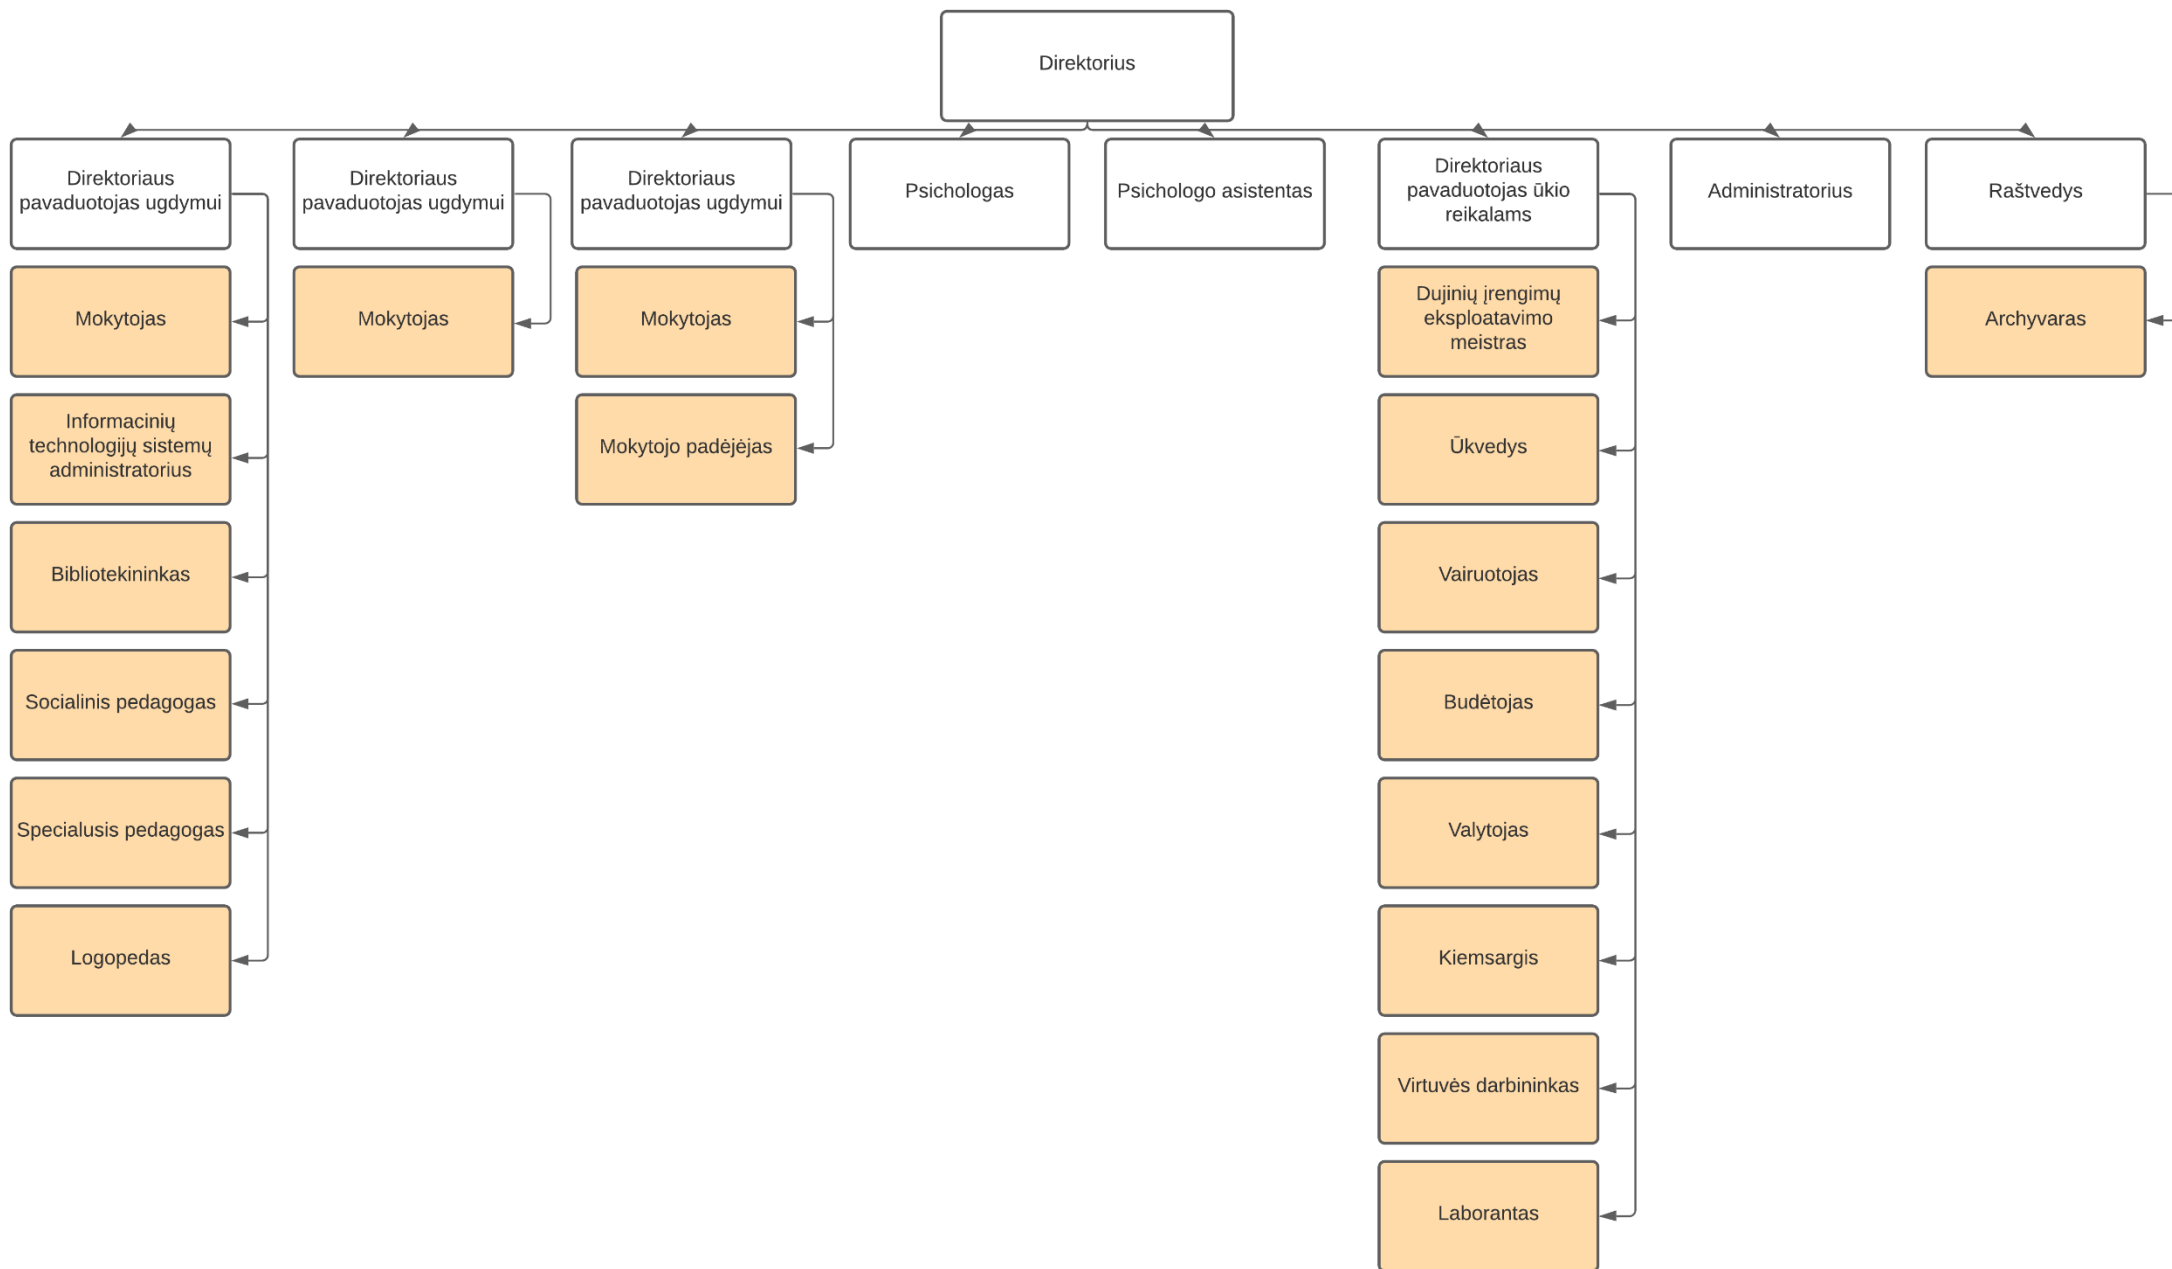 Direktorius
Direktoriaus
pavaduotojas ugdymui
Direktoriaus
pavaduotojas ugdymui
Direktoriaus
pavaduotojas ugdymui
Psichologas
Psichologo asistentas
Direktoriaus
pavaduotojas ūkio
reikalams
Administratorius
Raštvedys
Mokytojas
Mokytojas
Mokytojas
Dujinių įrengimų
eksploatavimo
meistras
Archyvaras
Informacinių
technologijų sistemų
administratorius
Mokytojo padėjėjas
Ūkvedys
Bibliotekininkas
Vairuotojas
Socialinis pedagogas
Budėtojas
Specialusis pedagogas
Valytojas
Logopedas
Kiemsargis
Virtuvės darbininkas
Laborantas